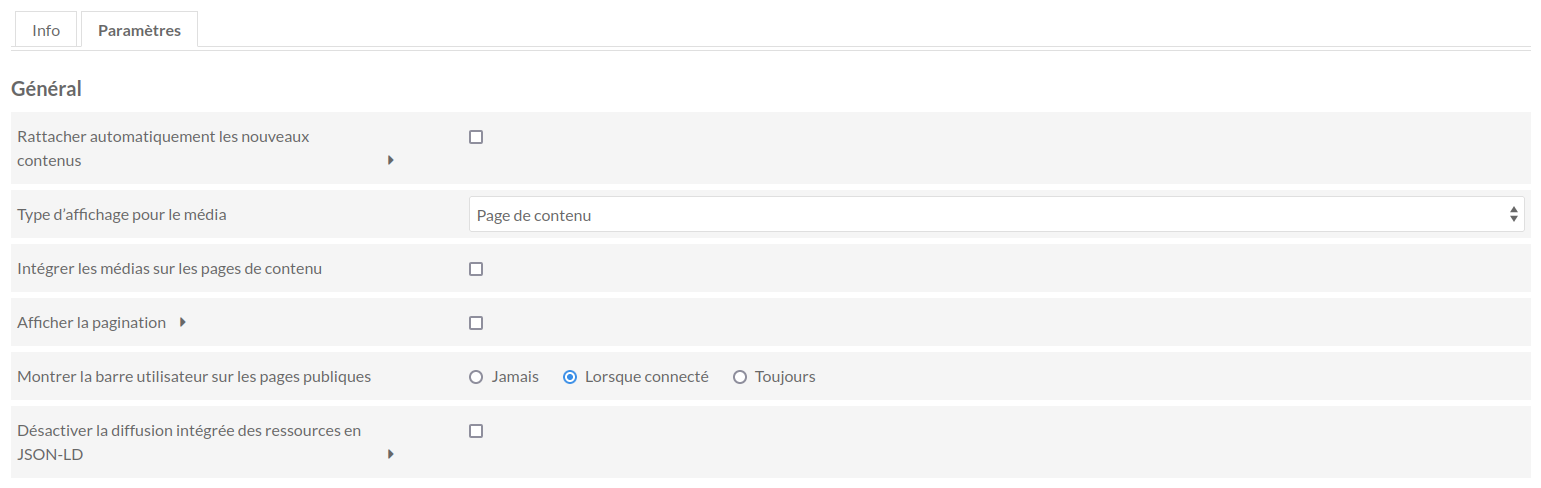 Info
Paramètres
Général
Rattacher automatiquement les nouveaux
contenus
Type d’affichage pour le média
Page de contenu
Intégrer les médias sur les pages de contenu
Afficher la pagination
Montrer la barre utilisateur sur les pages publiques
Jamais
Lorsque connecté
Toujours
Désactiver la diffusion intégrée des ressources en
JSON-LD